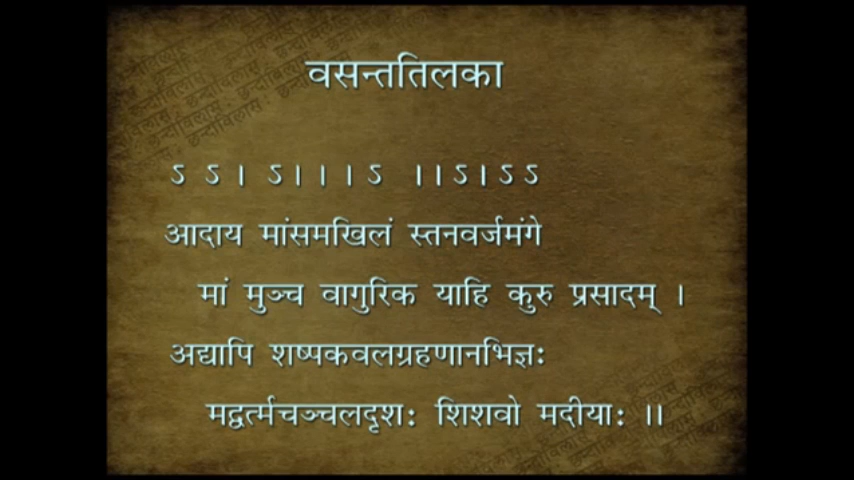 वसन्ततिलका
ऽ ऽ । ऽ । । । ऽ । । ऽ । ऽ ऽ
आदाय मांसमखिलं स्तनवर्जमंगे
मां मुञ्च वागुरिक याहि कुरु प्रसादम् ।
अद्यापि शष्पकवलग्रहणानभिज्ञः
मद्वर्त्मचञ्चलदृशः शिशवो मदीयाः ।।